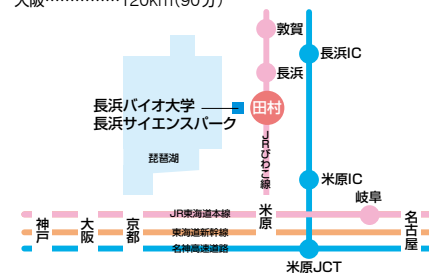 大阪……………120km(90分)
敦賀
長浜IC
長浜
長浜バイオ大学
長浜サイエンスパーク
田村
JRびわこ線
琵琶湖
米原IC
岐阜
神戸
大阪
京都
JR東海道本線
東海道新幹線
名神高速道路
米原
名古屋
米原JCT